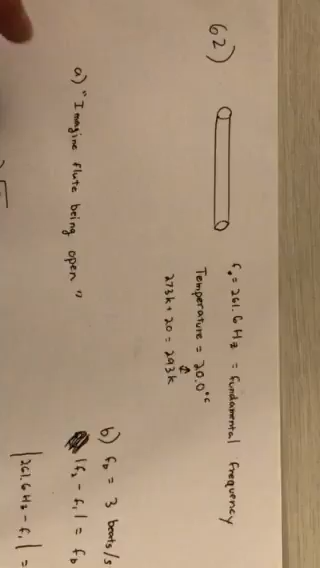 62)
f₀ = 261.6 Hz = fundamental frequency
Temperature = 20.0°C
273k + 20 = 293k
a) "Imagine flute being open"
b) f_b = 3 beats/s
|f₂ - f₁| = f_b
|261.6 Hz - f₁| =